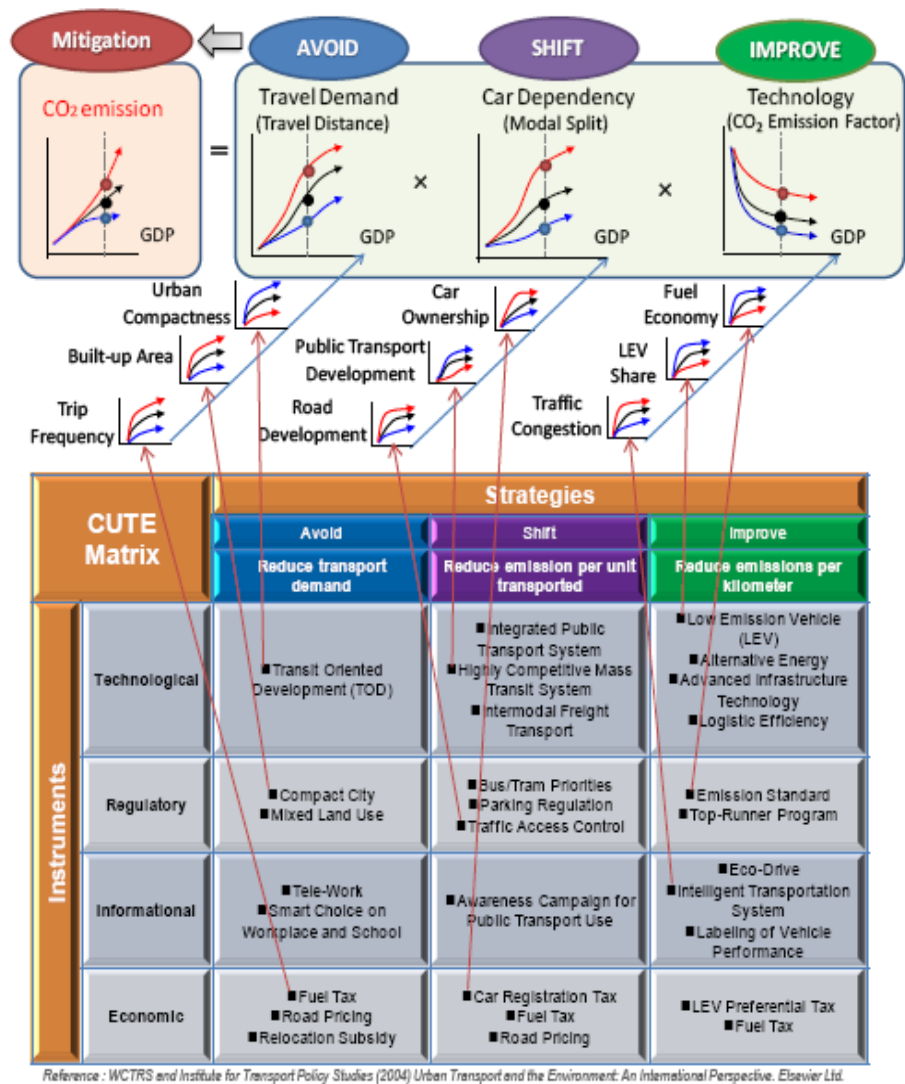 Mitigation
AVOID
SHIFT
IMPROVE
CO₂ emission
GDP
=
Travel Demand
(Travel Distance)
GDP
×
Car Dependency
(Modal Split)
GDP
×
Technology
(CO₂ Emission Factor)
GDP
Urban
Compactness
Built-up Area
Trip
Frequency
Car
Ownership
Public Transport
Development
Road
Development
Fuel
Economy
LEV
Share
Traffic
Congestion
CUTE
Matrix
Strategies
Avoid
Shift
Improve
Reduce transport
demand
Reduce emission per unit
transported
Reduce emissions per
kilometer
Instruments
Technological
■Transit Oriented
Development (TOD)
■Integrated Public
Transport System
■Highly Competitive Mass
Transit System
■Intermodal Freight
Transport
■Low Emission Vehicle
(LEV)
■Alternative Energy
■Advanced Infrastructure
Technology
■Logistic Efficiency
Regulatory
■Compact City
■Mixed Land Use
■Bus/Tram Priorities
■Parking Regulation
■Traffic Access Control
■Emission Standard
■Top-Runner Program
Informational
■Tele-Work
■Smart Choice on
Workplace and School
■Awareness Campaign for
Public Transport Use
■Eco-Drive
■Intelligent Transportation
System
■Labeling of Vehicle
Performance
Economic
■Fuel Tax
■Road Pricing
■Relocation Subsidy
■Car Registration Tax
■Fuel Tax
■Road Pricing
■LEV Preferential Tax
■Fuel Tax
Reference : WCTRS and Institute for Transport Policy Studies (2004) Urban Transport and the Environment: An International Perspective. Elsevier Ltd.